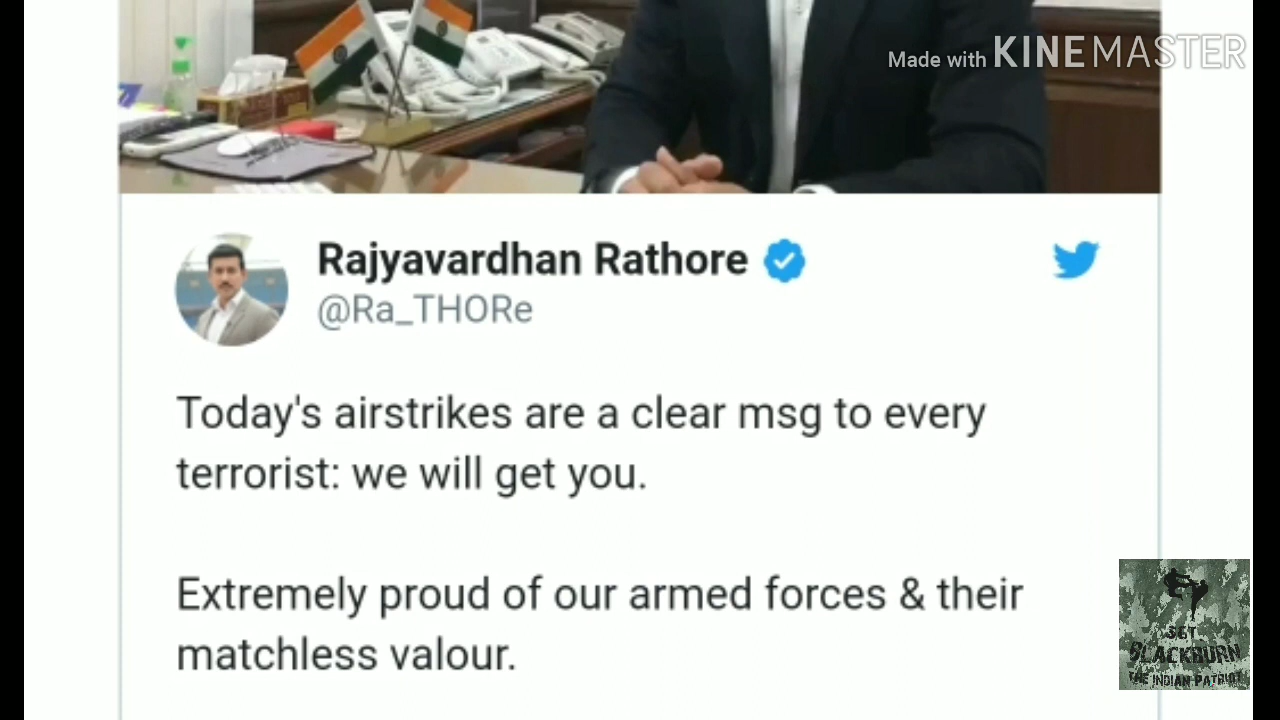 Made with KINEMASTER
Rajyavardhan Rathore
@Ra_THORe
Today's airstrikes are a clear msg to every
terrorist: we will get you.
Extremely proud of our armed forces & their
matchless valour.
SGT
BLACKBURN
THE INDIAN PATRIOT